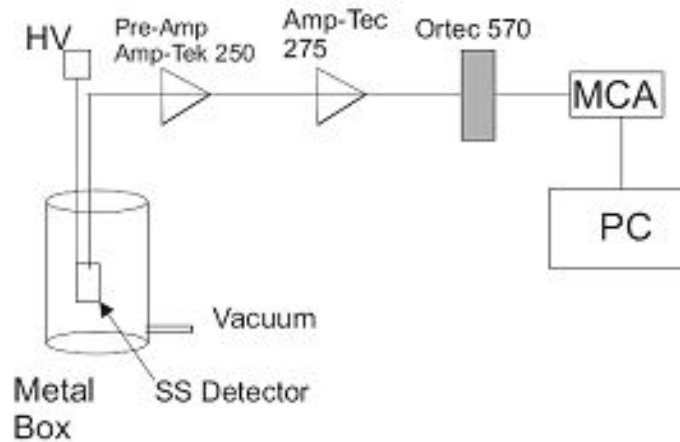 HV
Pre-Amp
Amp-Tek 250
Amp-Tec
275
Ortec 570
MCA
PC
Vacuum
SS Detector
Metal
Box